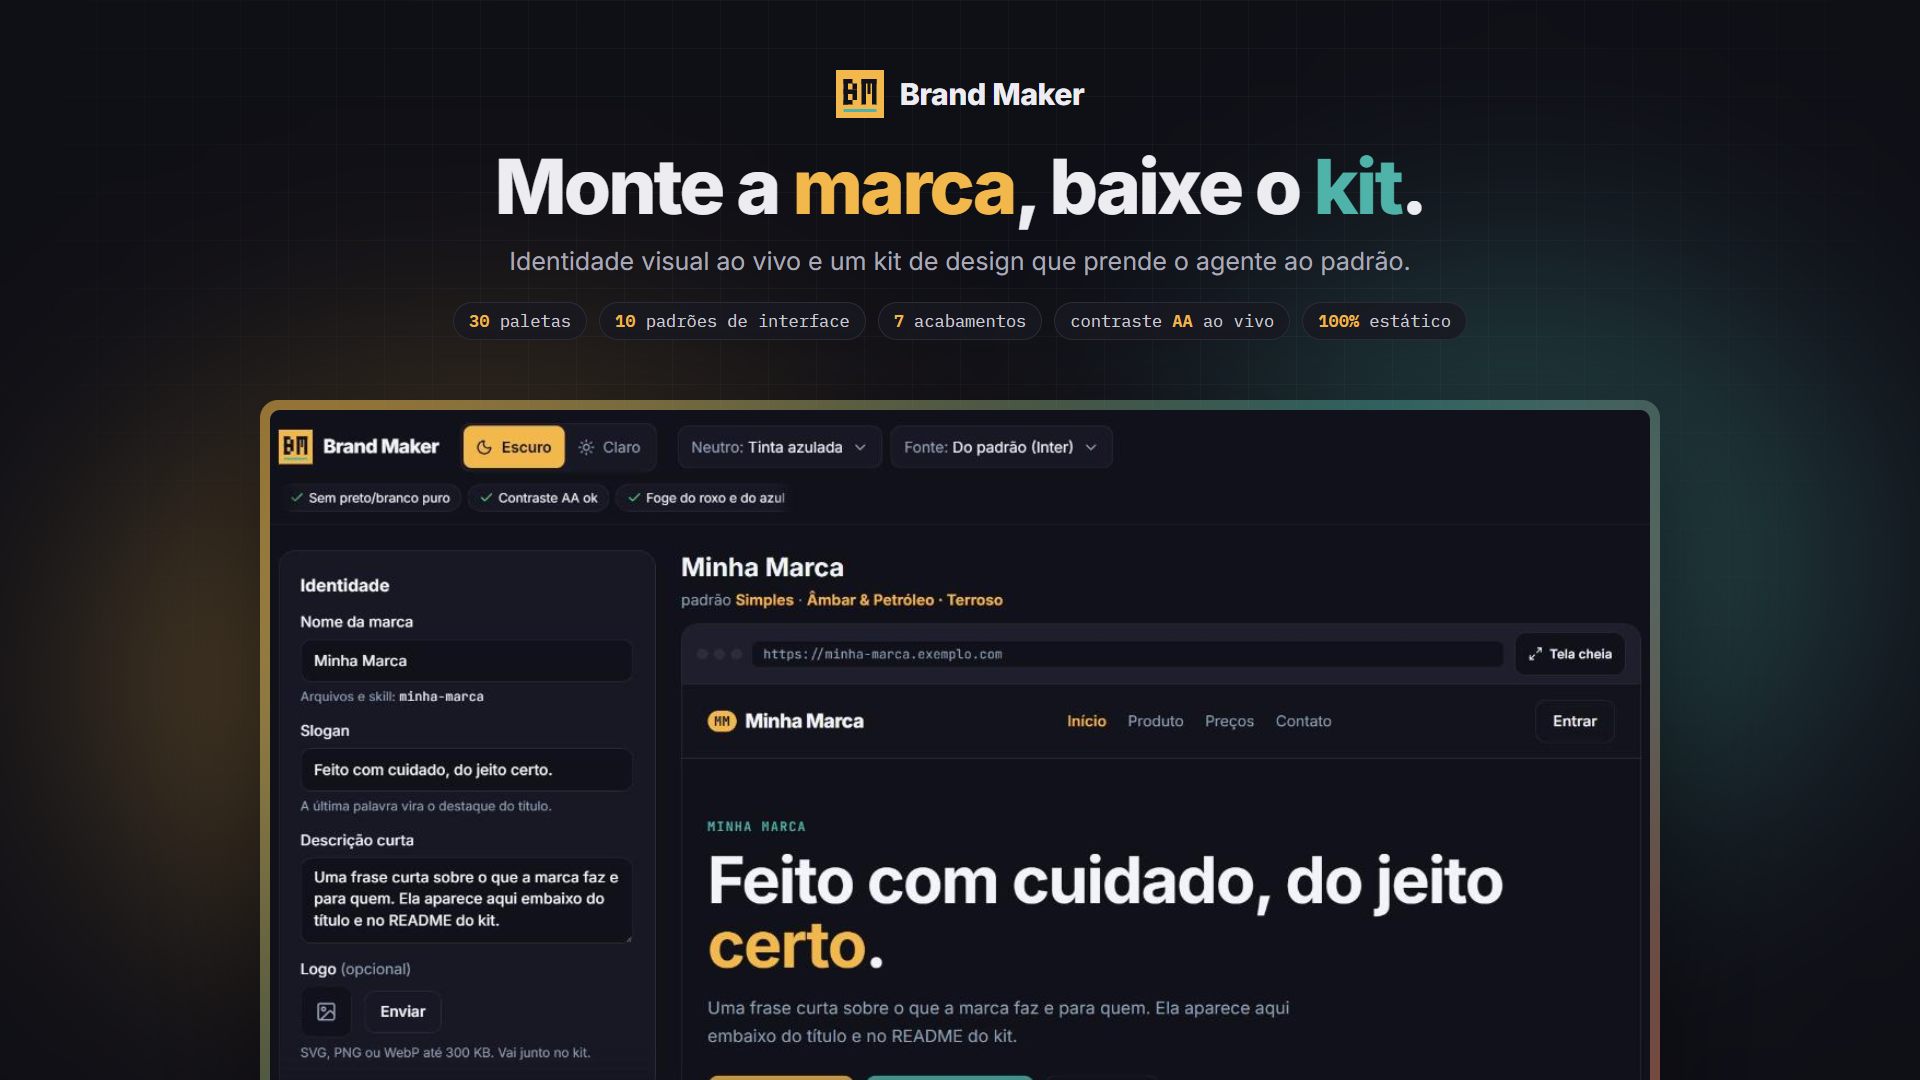 BM Brand Maker
Monte a marca, baixe o kit.
Identidade visual ao vivo e um kit de design que prende o agente ao padrão.
30 paletas
10 padrões de interface
7 acabamentos
contraste AA ao vivo
100% estático
BM Brand Maker
Escuro
Claro
Neutro: Tinta azulada
Fonte: Do padrão (Inter)
Sem preto/branco puro
Contraste AA ok
Foge do roxo e do azul
Identidade
Nome da marca
Minha Marca
Arquivos e skill: minha-marca
Slogan
Feito com cuidado, do jeito certo.
A última palavra vira o destaque do título.
Descrição curta
Uma frase curta sobre o que a marca faz e
para quem. Ela aparece aqui embaixo do
título e no README do kit.
Logo (opcional)
Enviar
SVG, PNG ou WebP até 300 KB. Vai junto no kit.
Minha Marca
padrão Simples · Âmbar & Petróleo · Terroso
https://minha-marca.exemplo.com
Tela cheia
MM Minha Marca
Início
Produto
Preços
Contato
Entrar
MINHA MARCA
Feito com cuidado, do jeito
certo.
Uma frase curta sobre o que a marca faz e para quem. Ela aparece aqui
embaixo do título e no README do kit.